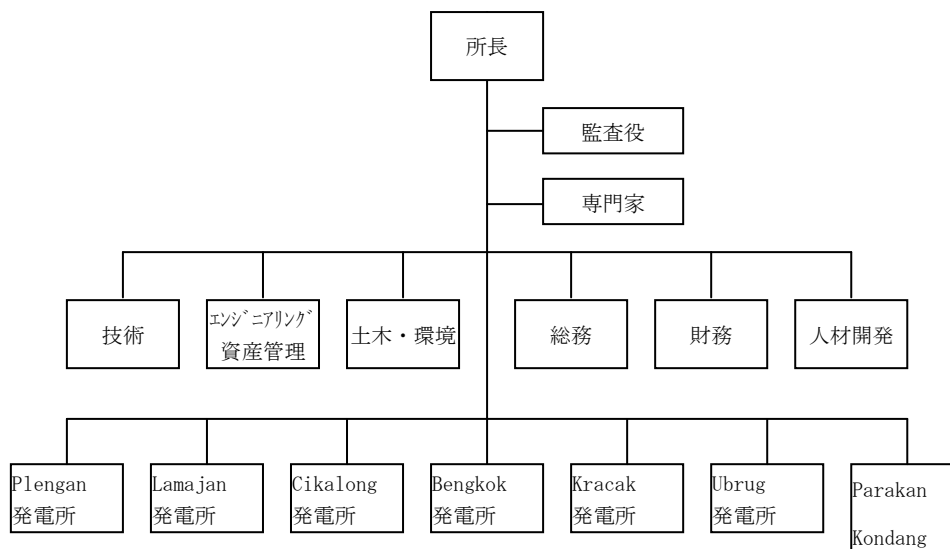 所長
監査役
専門家
技術
ｴﾝｼﾞﾆｱﾘﾝｸﾞ
資産管理
土木・環境
総務
財務
人材開発
Plengan
発電所
Lamajan
発電所
Cikalong
発電所
Bengkok
発電所
Kracak
発電所
Ubrug
発電所
Parakan
Kondang